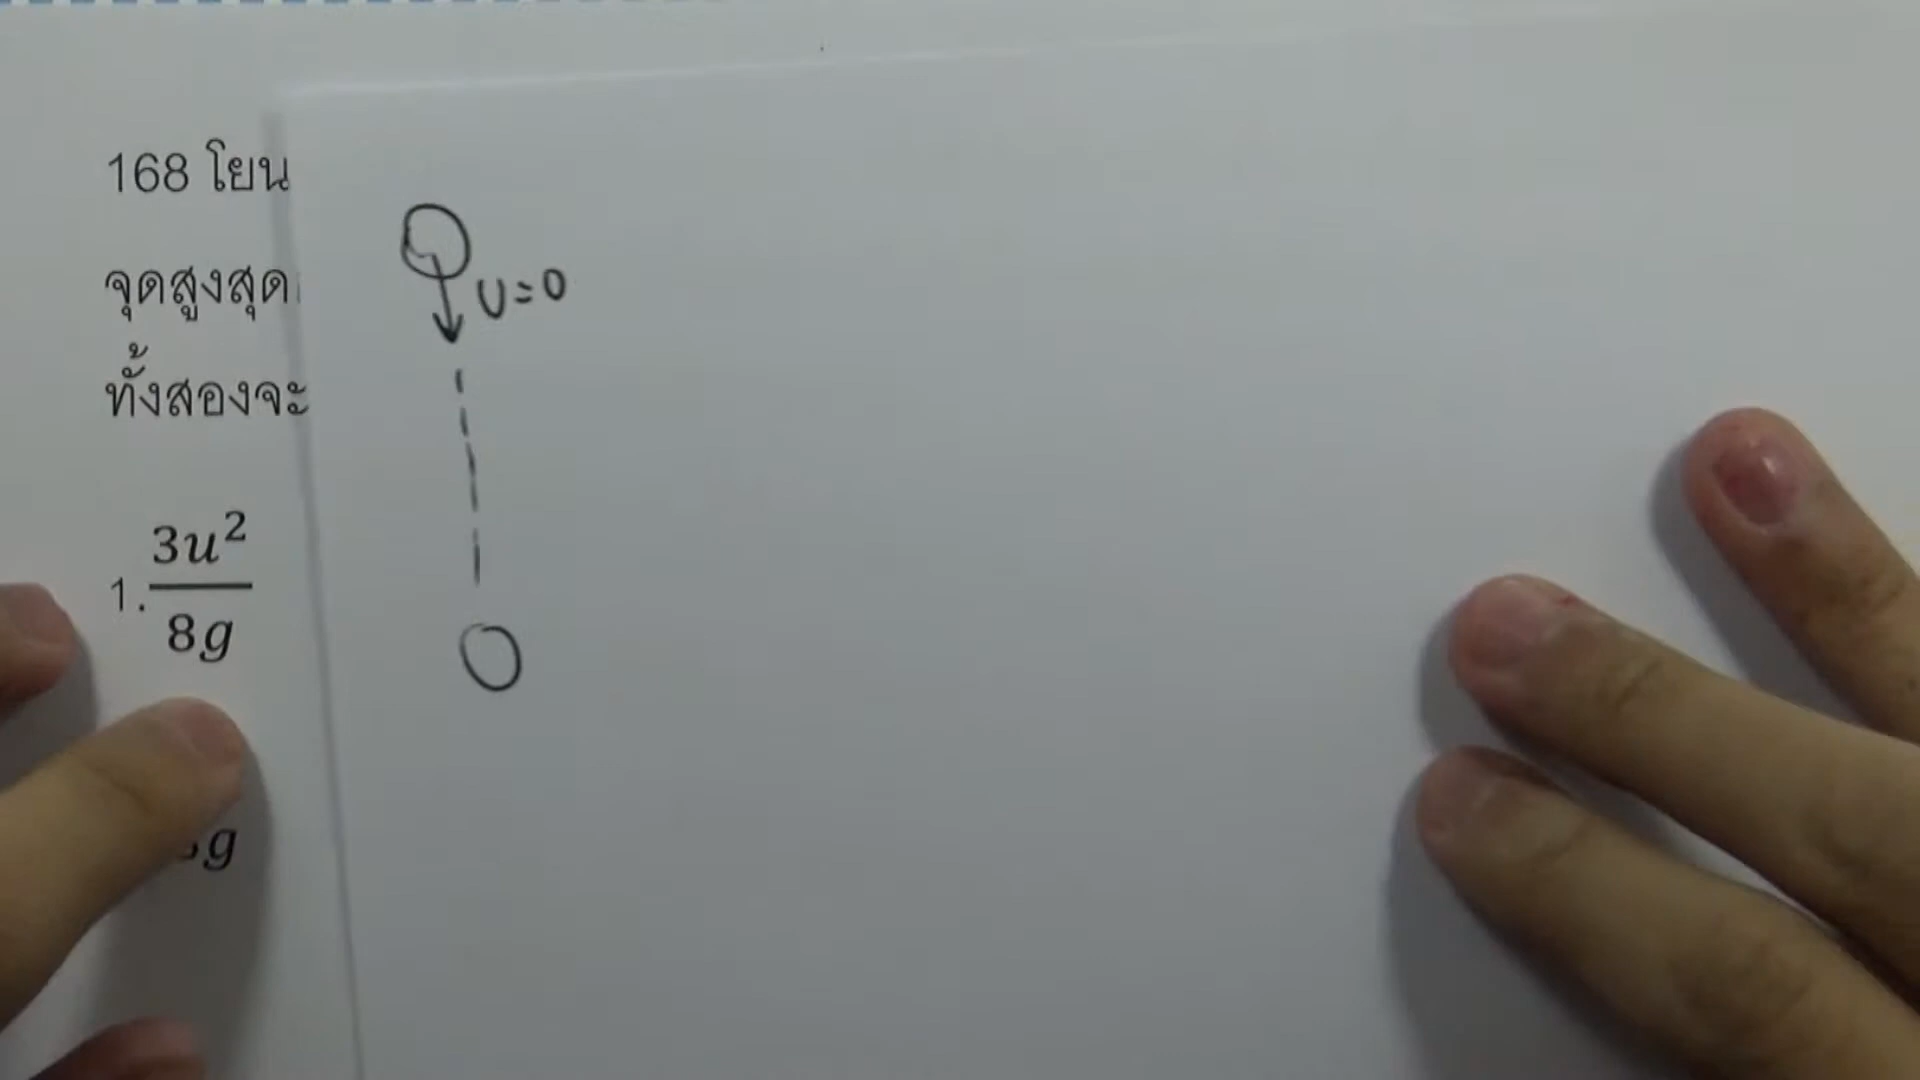 168 โยน
จุดสูงสุด
ทั้งสองจะ
1. 3u²/8g
g
U=0